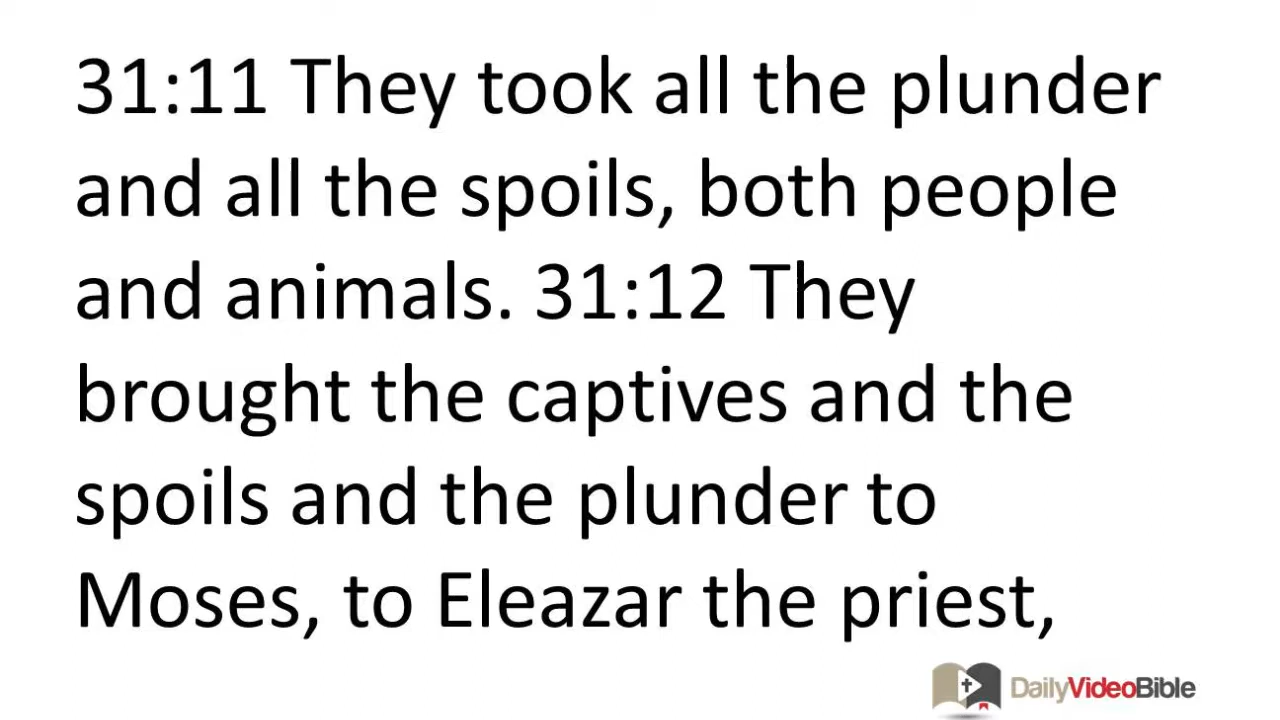 31:11 They took all the plunder
and all the spoils, both people
and animals. 31:12 They
brought the captives and the
spoils and the plunder to
Moses, to Eleazar the priest,
DailyVideoBible